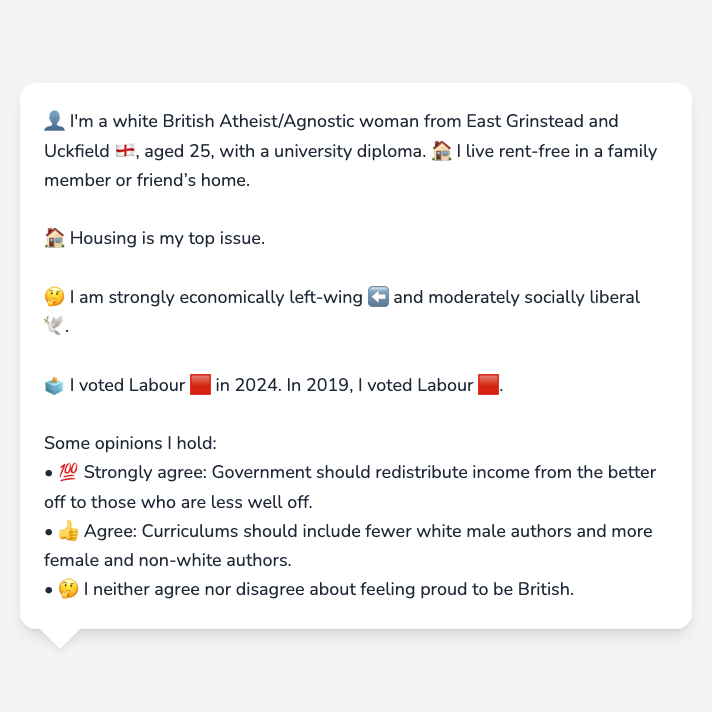 👤 I'm a white British Atheist/Agnostic woman from East Grinstead and
Uckfield 🏴󠁧󠁢󠁥󠁮󠁧󠁿, aged 25, with a university diploma. 🏠 I live rent-free in a family
member or friend’s home.
🏠 Housing is my top issue.
🤔 I am strongly economically left-wing ⬅️ and moderately socially liberal
🕊️.
🗳️ I voted Labour 🟥 in 2024. In 2019, I voted Labour 🟥.
Some opinions I hold:
• 💯 Strongly agree: Government should redistribute income from the better
off to those who are less well off.
• 👍 Agree: Curriculums should include fewer white male authors and more
female and non-white authors.
• 🤔 I neither agree nor disagree about feeling proud to be British.